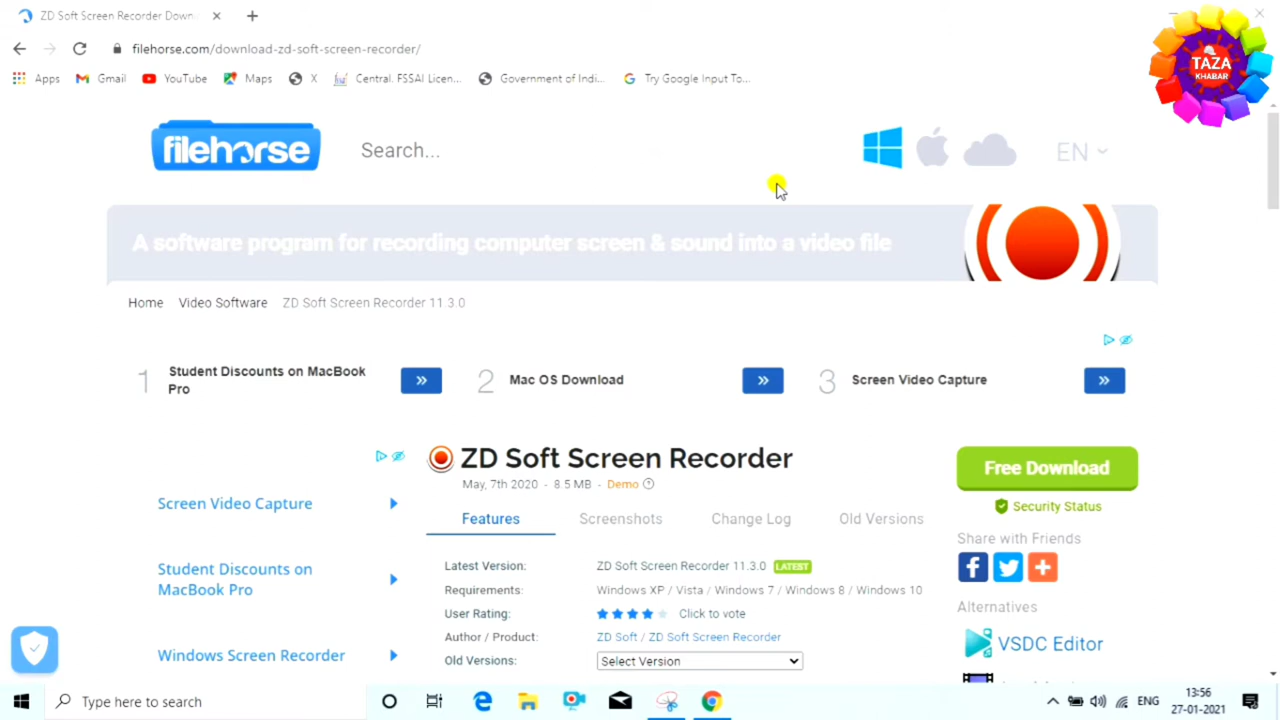 ZD Soft Screen Recorder Down
filehorse.com/download-zd-soft-screen-recorder/
Apps
Gmail
YouTube
Maps
X
Central. FSSAI Licen...
Government of Indi...
Try Google Input To...
TAZA
KHABAR
filehorse
Search...
EN
A software program for recording computer screen & sound into a video file
Home Video Software ZD Soft Screen Recorder 11.3.0
1 Student Discounts on MacBook
Pro
2 Mac OS Download
3 Screen Video Capture
Screen Video Capture
Student Discounts on
MacBook Pro
Windows Screen Recorder
ZD Soft Screen Recorder
May, 7th 2020 - 8.5 MB - Demo ?
Features Screenshots Change Log Old Versions
Latest Version: ZD Soft Screen Recorder 11.3.0 LATEST
Requirements: Windows XP / Vista / Windows 7 / Windows 8 / Windows 10
User Rating: Click to vote
Author / Product: ZD Soft / ZD Soft Screen Recorder
Old Versions: Select Version
Free Download
Security Status
Share with Friends
Alternatives
VSDC Editor
Type here to search
ENG
13:56
27-01-2021